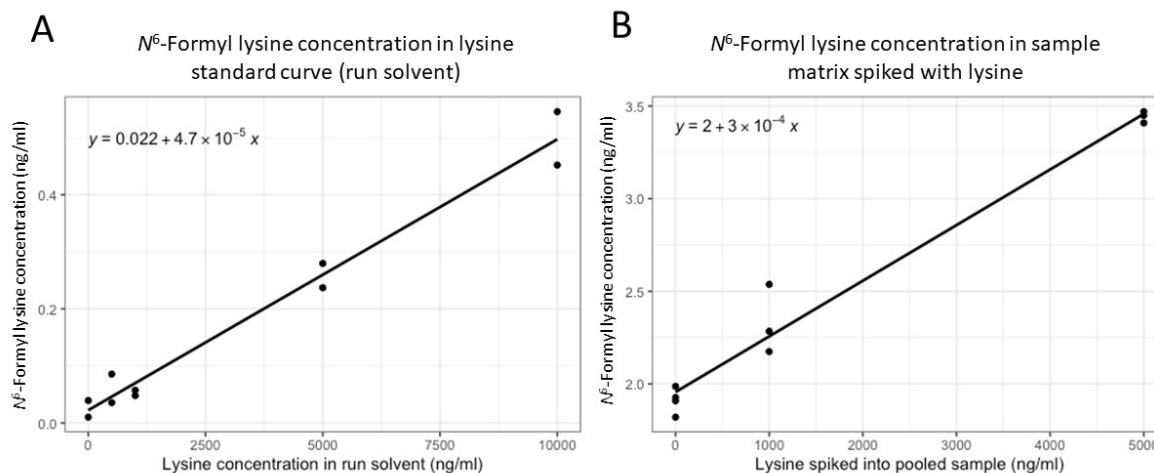 A
N⁶-Formyl lysine concentration in lysine
standard curve (run solvent)
N⁶-Formyl lysine concentration (ng/ml)
y = 0.022 + 4.7 × 10⁻⁵ x
0.4
0.2
0.0
0
2500
5000
7500
10000
Lysine concentration in run solvent (ng/ml)
B
N⁶-Formyl lysine concentration in sample
matrix spiked with lysine
N⁶-Formyl lysine concentration (ng/ml)
y = 2 + 3 × 10⁻⁴ x
3.5
3.0
2.5
2.0
0
1000
2000
3000
4000
5000
Lysine spiked into pooled sample (ng/ml)